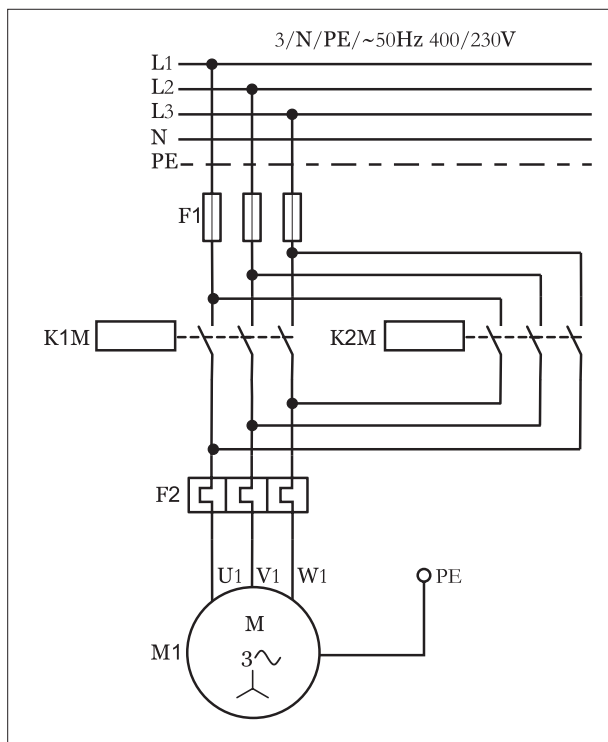 3/N/PE/~50Hz 400/230V
L1
L2
L3
N
PE
F1
K1M
K2M
F2
U1 V1 W1
PE
M
M1
3